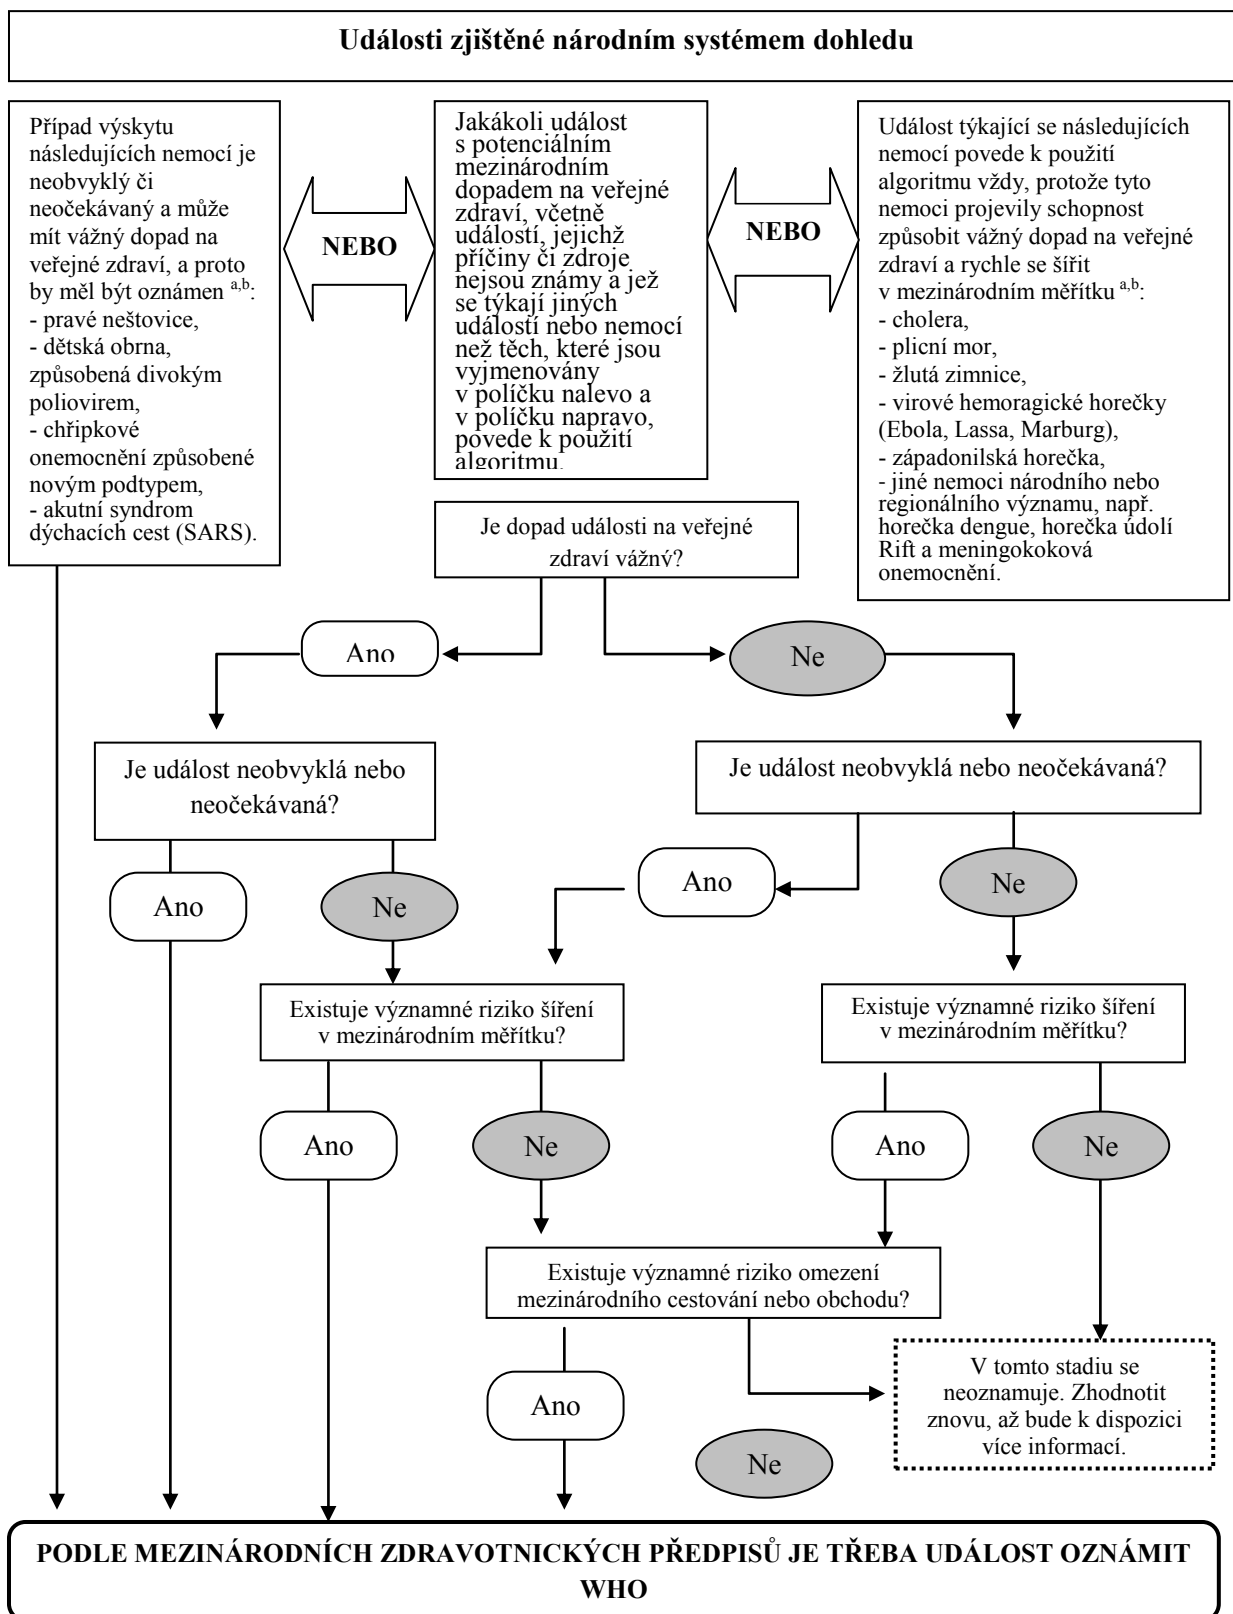 Události zjištěné národním systémem dohledu
Případ výskytu
následujících nemocí je
neobvyklý či
neočekávaný a může
mít vážný dopad na
veřejné zdraví, a proto
by měl být oznámen a,b:
- pravé neštovice,
- dětská obrna,
způsobená divokým
poliovirem,
- chřipkové
onemocnění způsobené
novým podtypem,
- akutní syndrom
dýchacích cest (SARS).
NEBO
Jakákoli událost
s potenciálním
mezinárodním
dopadem na veřejné
zdraví, včetně
událostí, jejichž
příčiny či zdroje
nejsou známy a jež
se týkají jiných
událostí nebo nemocí
než těch, které jsou
vyjmenovány
v políčku nalevo a
v políčku napravo,
povede k použití
algoritmu.
NEBO
Událost týkající se následujících
nemocí povede k použití
algoritmu vždy, protože tyto
nemoci projevily schopnost
způsobit vážný dopad na veřejné
zdraví a rychle se šířit
v mezinárodním měřítku a,b:
- cholera,
- plicní mor,
- žlutá zimnice,
- virové hemoragické horečky
(Ebola, Lassa, Marburg),
- západonilská horečka,
- jiné nemoci národního nebo
regionálního významu, např.
horečka dengue, horečka údolí
Rift a meningokoková
onemocnění.
Je dopad události na veřejné
zdraví vážný?
Ano
Ne
Je událost neobvyklá nebo
neočekávaná?
Je událost neobvyklá nebo neočekávaná?
Ano
Ne
Ano
Ne
Existuje významné riziko šíření
v mezinárodním měřítku?
Existuje významné riziko šíření
v mezinárodním měřítku?
Ano
Ne
Ano
Ne
Existuje významné riziko omezení
mezinárodního cestování nebo obchodu?
Ano
Ne
V tomto stadiu se
neoznamuje. Zhodnotit
znovu, až bude k dispozici
více informací.
PODLE MEZINÁRODNÍCH ZDRAVOTNICKÝCH PŘEDPISŮ JE TŘEBA UDÁLOST OZNÁMIT
WHO